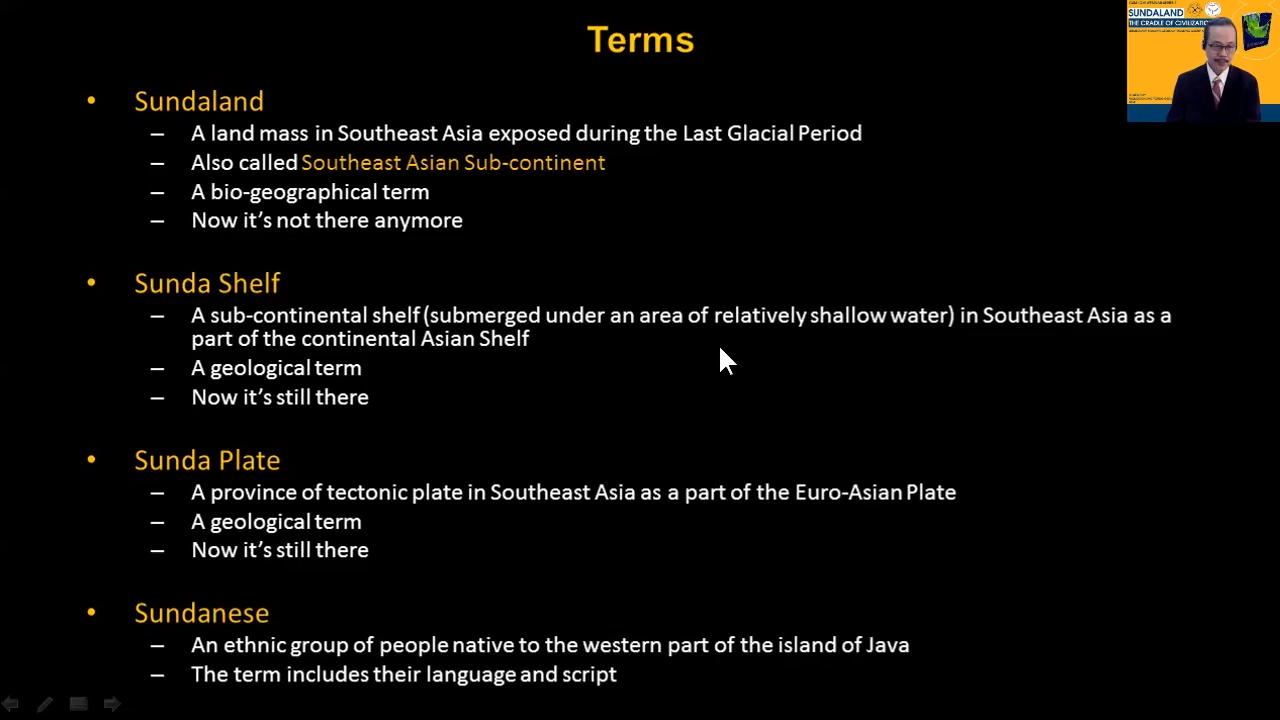 Terms
SUNDALAND
THE CRADLE OF CIVILIZATION
• Sundaland
– A land mass in Southeast Asia exposed during the Last Glacial Period
– Also called Southeast Asian Sub-continent
– A bio-geographical term
– Now it's not there anymore
• Sunda Shelf
– A sub-continental shelf (submerged under an area of relatively shallow water) in Southeast Asia as a
part of the continental Asian Shelf
– A geological term
– Now it's still there
• Sunda Plate
– A province of tectonic plate in Southeast Asia as a part of the Euro-Asian Plate
– A geological term
– Now it's still there
• Sundanese
– An ethnic group of people native to the western part of the island of Java
– The term includes their language and script